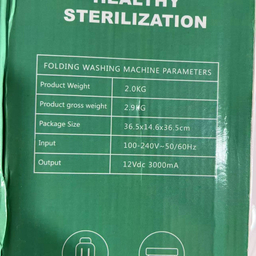 HEALTHY
STERILIZATION
FOLDING WASHING MACHINE PARAMETERS
Product Weight 2.0KG
Product gross weight 2.9KG
Package Size 36.5x14.6x36.5cm
Input 100-240V~50/60Hz
Output 12Vdc 3000mA